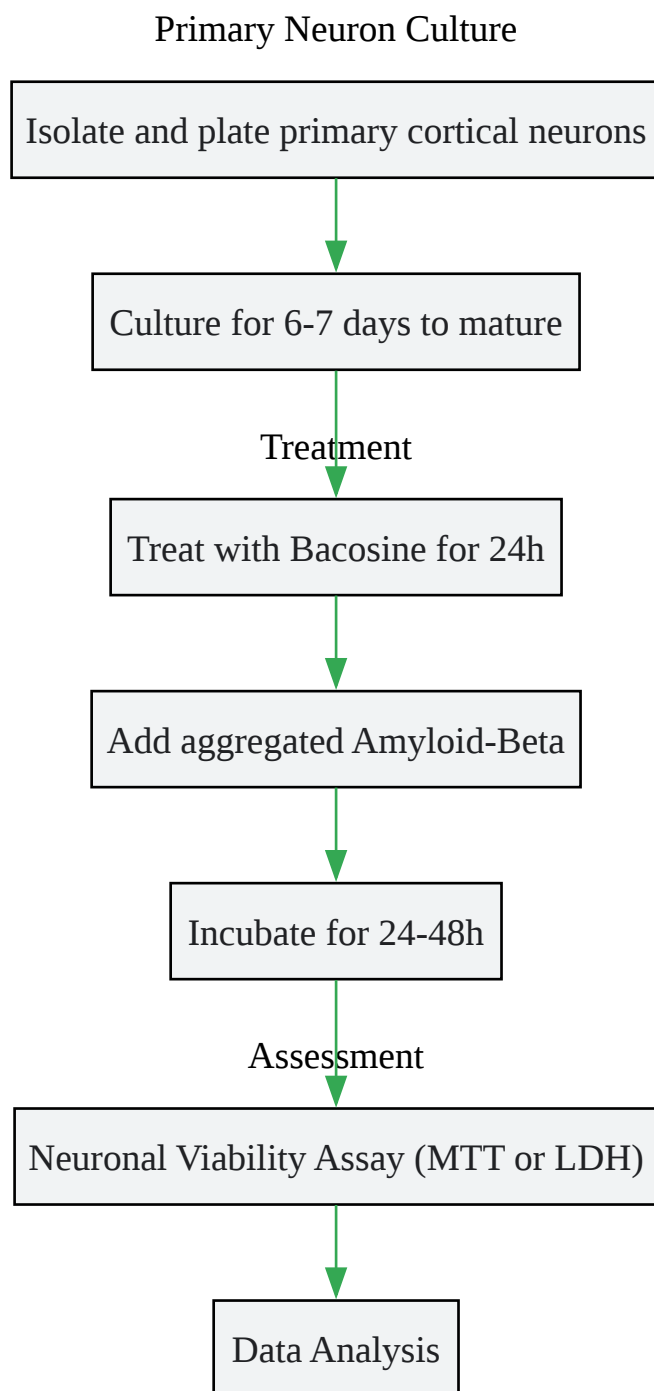 Primary Neuron Culture
Isolate and plate primary cortical neurons
Culture for 6-7 days to mature
Treatment
Treat with Bacosine for 24h
Add aggregated Amyloid-Beta
Incubate for 24-48h
Assessment
Neuronal Viability Assay (MTT or LDH)
Data Analysis